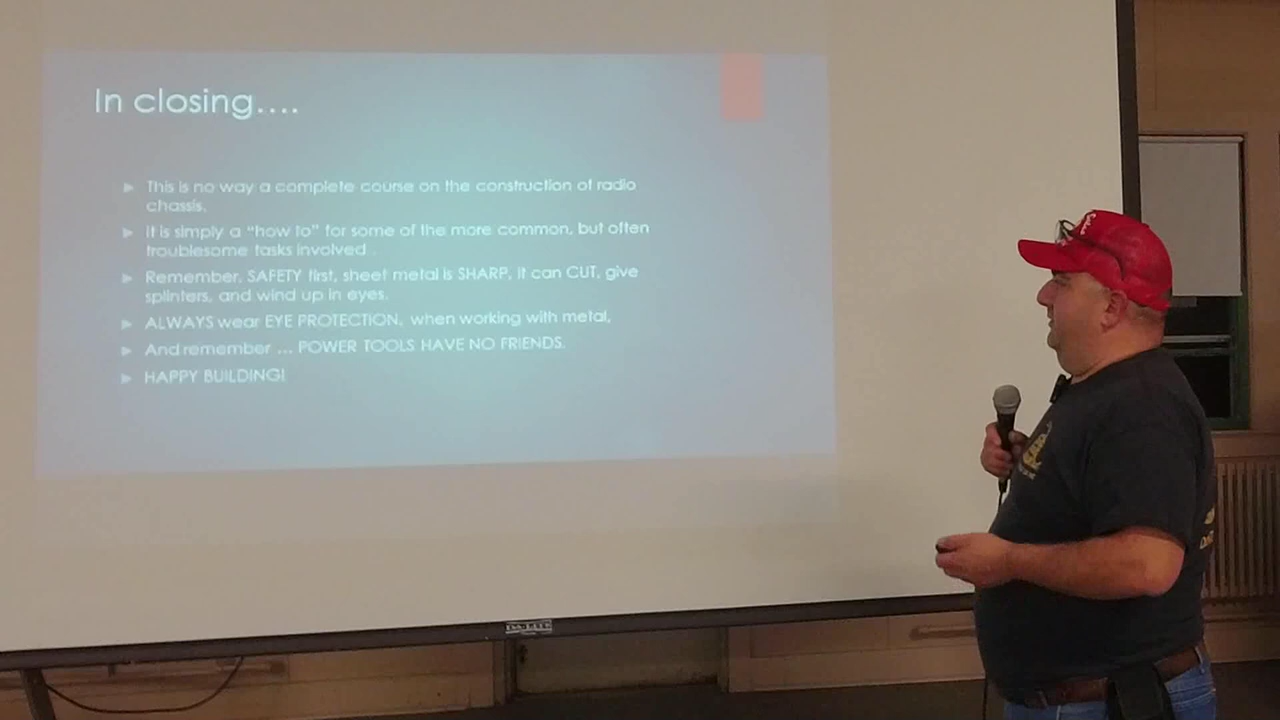 In closing....
This is no way a complete course on the construction of radio
chassis.
It is simply a "how to" for some of the more common, but often
troublesome tasks involved..
Remember, SAFETY first, sheet metal is SHARP, it can CUT, give
splinters, and wind up in eyes.
ALWAYS wear EYE PROTECTION, when working with metal,
And remember ... POWER TOOLS HAVE NO FRIENDS.
HAPPY BUILDING!
DA-LITE